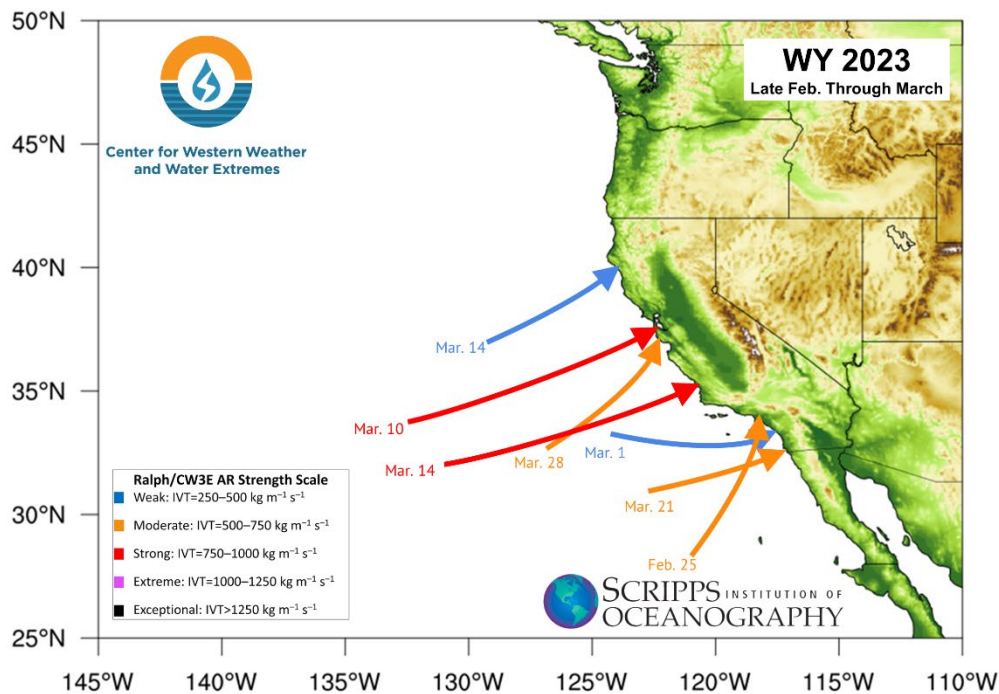 50°N
45°N
40°N
35°N
30°N
25°N
Center for Western Weather
and Water Extremes
WY 2023
Late Feb. Through March
Mar. 14
Mar. 10
Mar. 14
Mar. 28
Mar. 1
Mar. 21
Feb. 25
Ralph/CW3E AR Strength Scale
Weak: IVT=250–500 kg m⁻¹ s⁻¹
Moderate: IVT=500–750 kg m⁻¹ s⁻¹
Strong: IVT=750–1000 kg m⁻¹ s⁻¹
Extreme: IVT=1000–1250 kg m⁻¹ s⁻¹
Exceptional: IVT>1250 kg m⁻¹ s⁻¹
SCRIPPS INSTITUTION OF
OCEANOGRAPHY
145°W 140°W 135°W 130°W 125°W 120°W 115°W 110°W